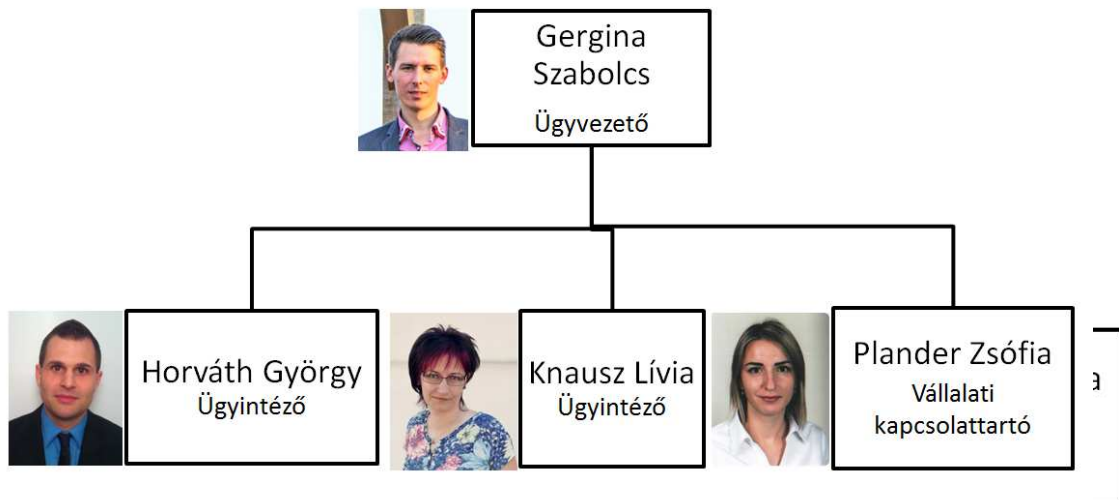 Gergina
Szabolcs
Ügyvezető
Horváth György
Ügyintéző
Knausz Lívia
Ügyintéző
Plander Zsófia
Vállalati
kapcsolattartó
a